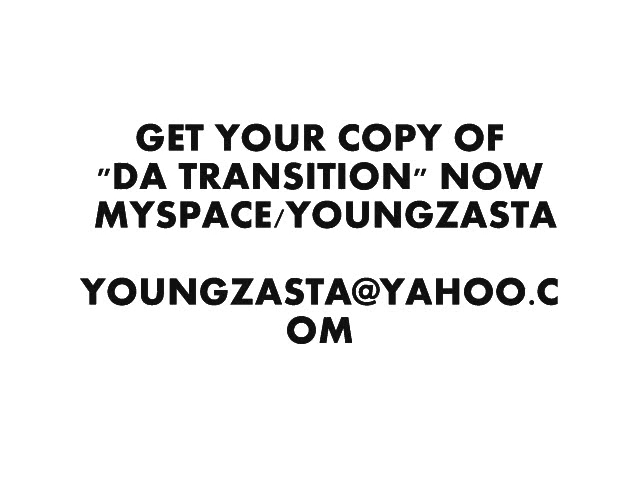 GET YOUR COPY OF
"DA TRANSITION" NOW
MYSPACE/YOUNGZASTA
YOUNGZASTA@YAHOO.C
OM